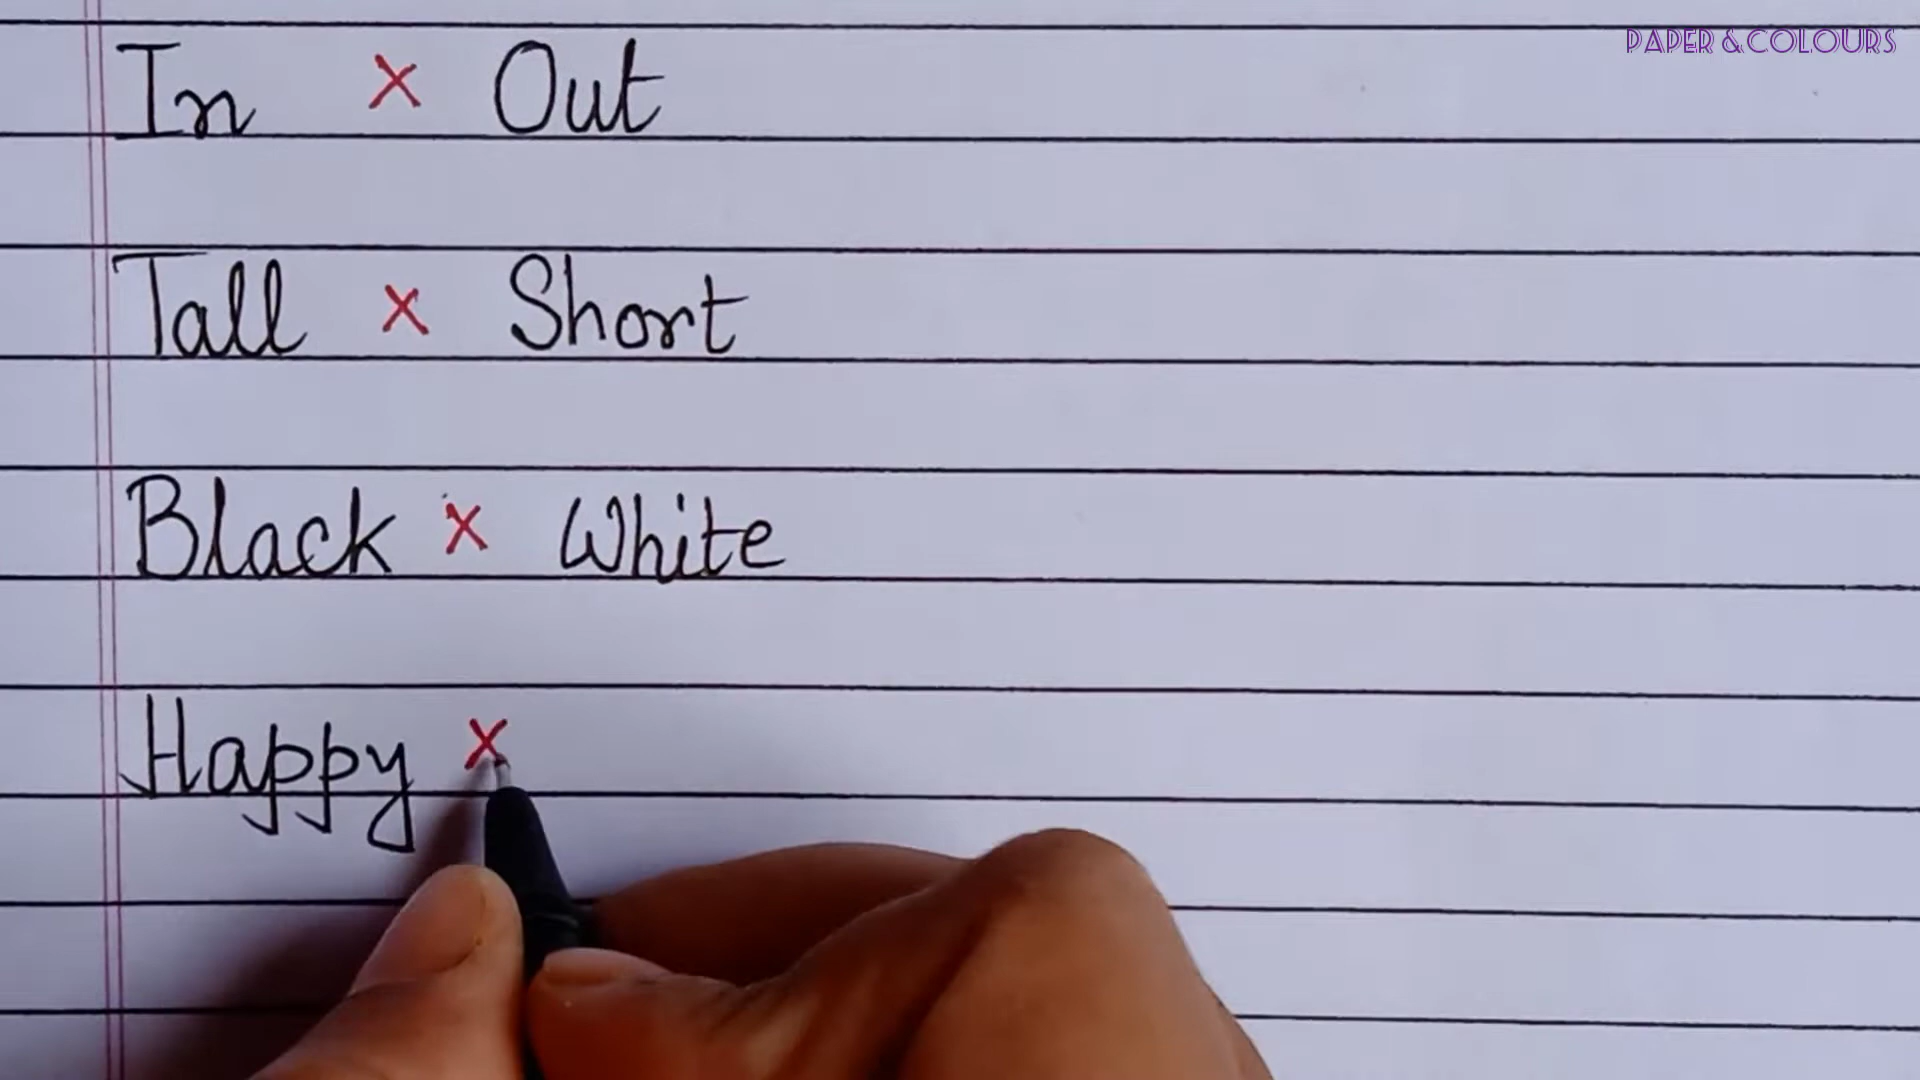 PAPER & COLOURS
In × Out
Tall × Short
Black × White
Happy ×